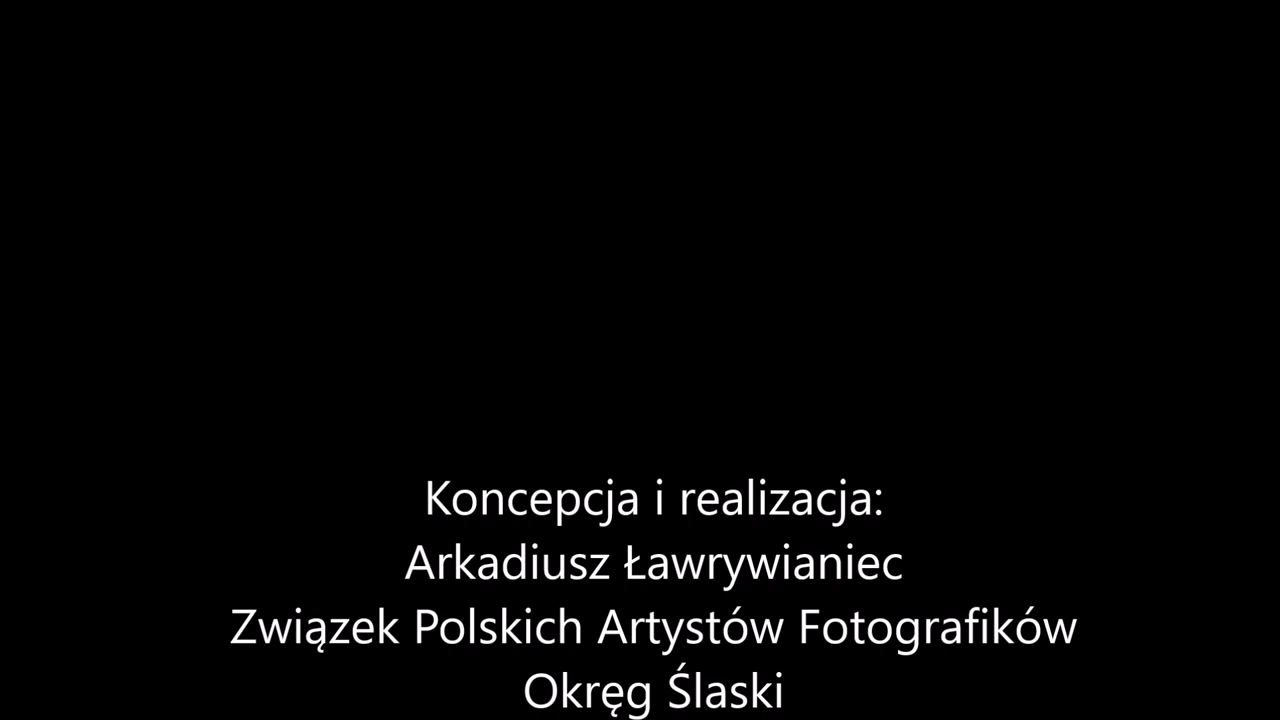 Koncepcja i realizacja:
Arkadiusz Ławrywianiec
Związek Polskich Artystów Fotografików
Okręg Ślaski